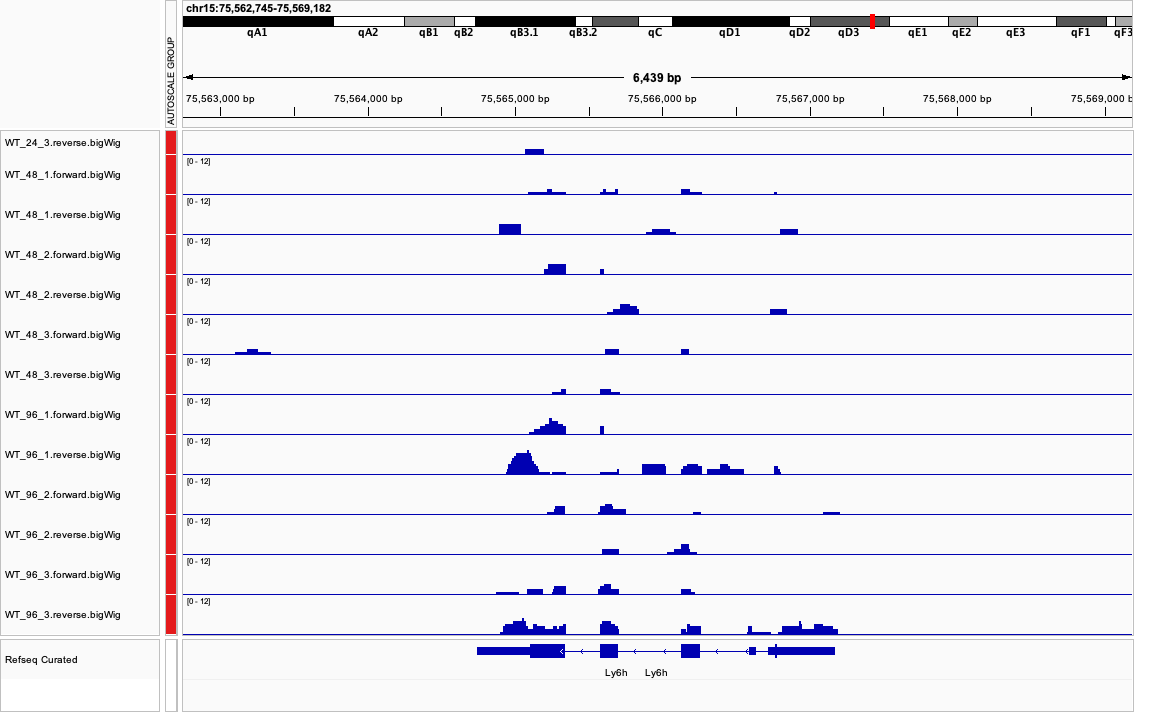 chr15:75,562,745-75,569,182
qA1 qA2 qB1 qB2 qB3.1 qB3.2 qC qD1 qD2 qD3 qE1 qE2 qE3 qF1 qF3
AUTOSCALE GROUP
6,439 bp
75,563,000 bp 75,564,000 bp 75,565,000 bp 75,566,000 bp 75,567,000 bp 75,568,000 bp 75,569,000 b
WT_24_3.reverse.bigWig
[0 - 12]
WT_48_1.forward.bigWig
[0 - 12]
WT_48_1.reverse.bigWig
[0 - 12]
WT_48_2.forward.bigWig
[0 - 12]
WT_48_2.reverse.bigWig
[0 - 12]
WT_48_3.forward.bigWig
[0 - 12]
WT_48_3.reverse.bigWig
[0 - 12]
WT_96_1.forward.bigWig
[0 - 12]
WT_96_1.reverse.bigWig
[0 - 12]
WT_96_2.forward.bigWig
[0 - 12]
WT_96_2.reverse.bigWig
[0 - 12]
WT_96_3.forward.bigWig
[0 - 12]
WT_96_3.reverse.bigWig
Refseq Curated
Ly6h Ly6h